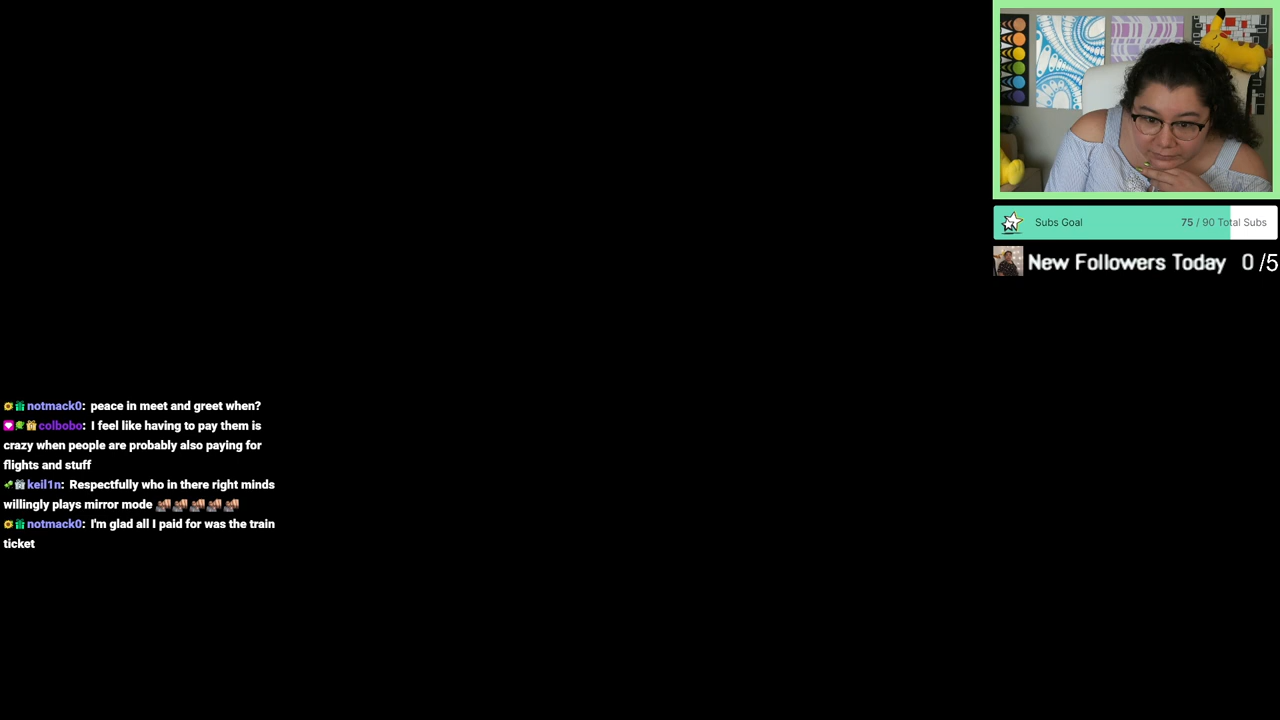 Subs Goal 75 / 90 Total Subs
New Followers Today 0 /5
notmack0: peace in meet and greet when?
colbobo: I feel like having to pay them is
crazy when people are probably also paying for
flights and stuff
keil1n: Respectfully who in there right minds
willingly plays mirror mode
notmack0: I'm glad all I paid for was the train
ticket